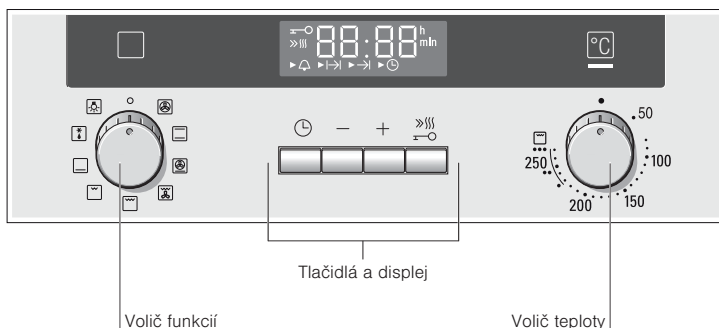 88:88 h
min
°C
50
100
150
200
250
Tlačidlá a displej
Volič funkcií
Volič teploty